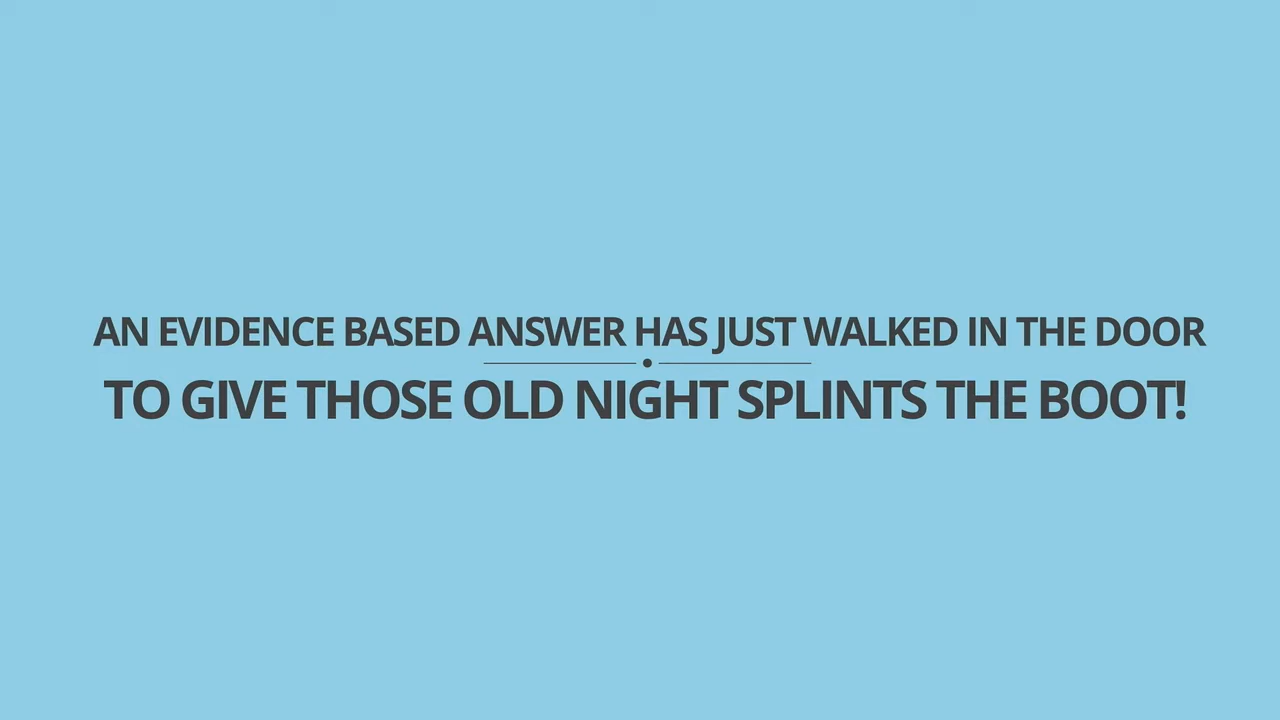 AN EVIDENCE BASED ANSWER HAS JUST WALKED IN THE DOOR
TO GIVE THOSE OLD NIGHT SPLINTS THE BOOT!